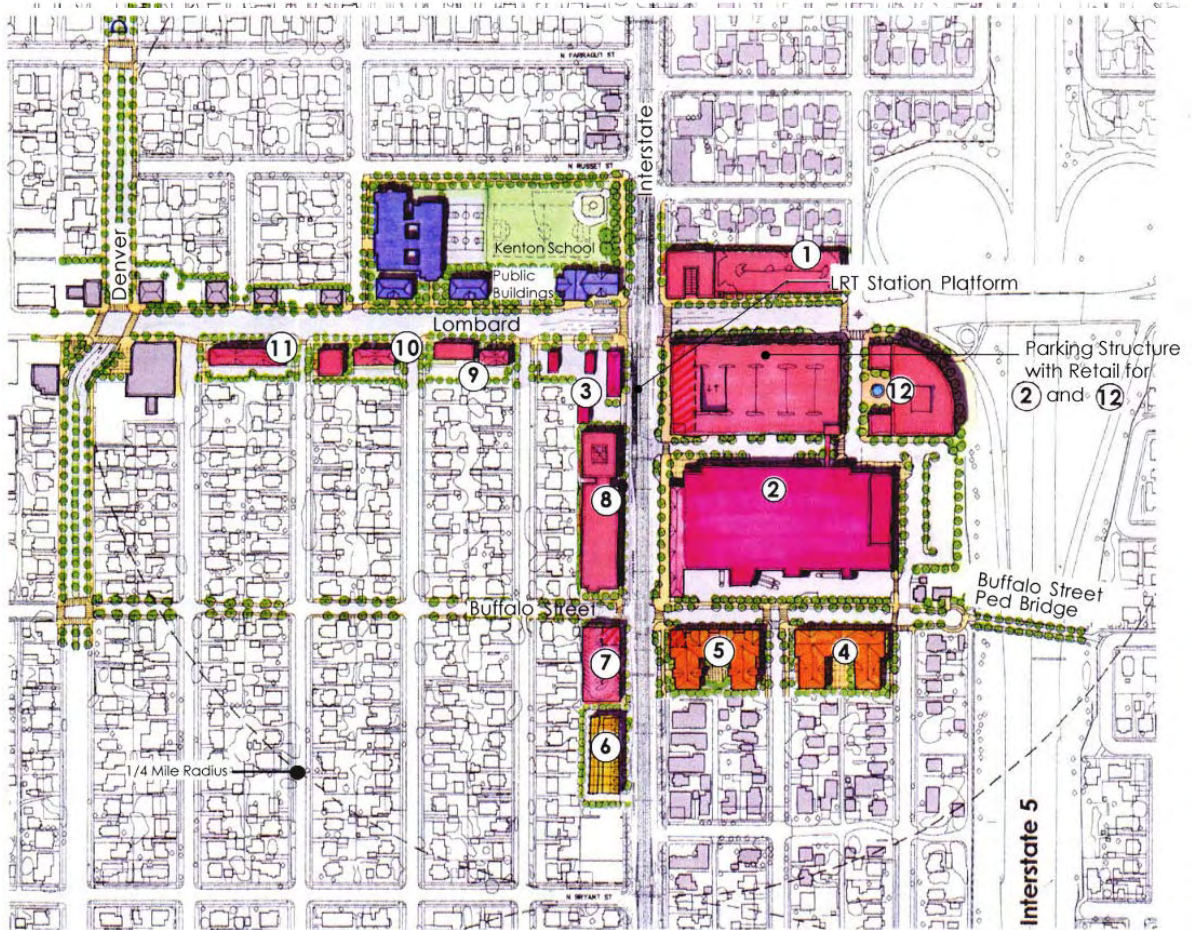 D
N FARRAGUT ST
Interstate
N RUSSET ST
Denver
Kenton School
Public
Buildings
1
LRT Station Platform
Lombard
11
10
9
3
Parking Structure
with Retail for
2 and 12
12
8
2
Buffalo Street
Buffalo Street
Ped Bridge
7
5
4
6
1/4 Mile Radius
Interstate 5
N BRYANT ST